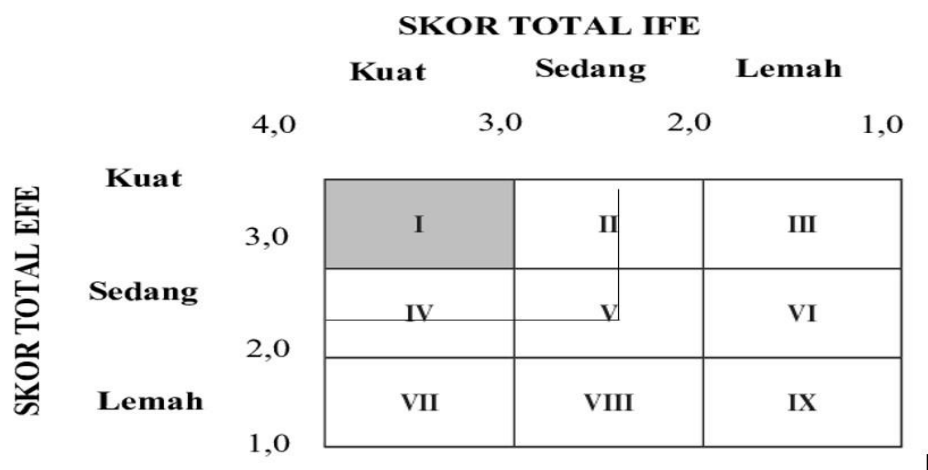 SKOR TOTAL IFE
Kuat Sedang Lemah
4,0 3,0 2,0 1,0
SKOR TOTAL EFE
Kuat
I II III
3,0
Sedang
IV V VI
2,0
Lemah
VII VIII IX
1,0